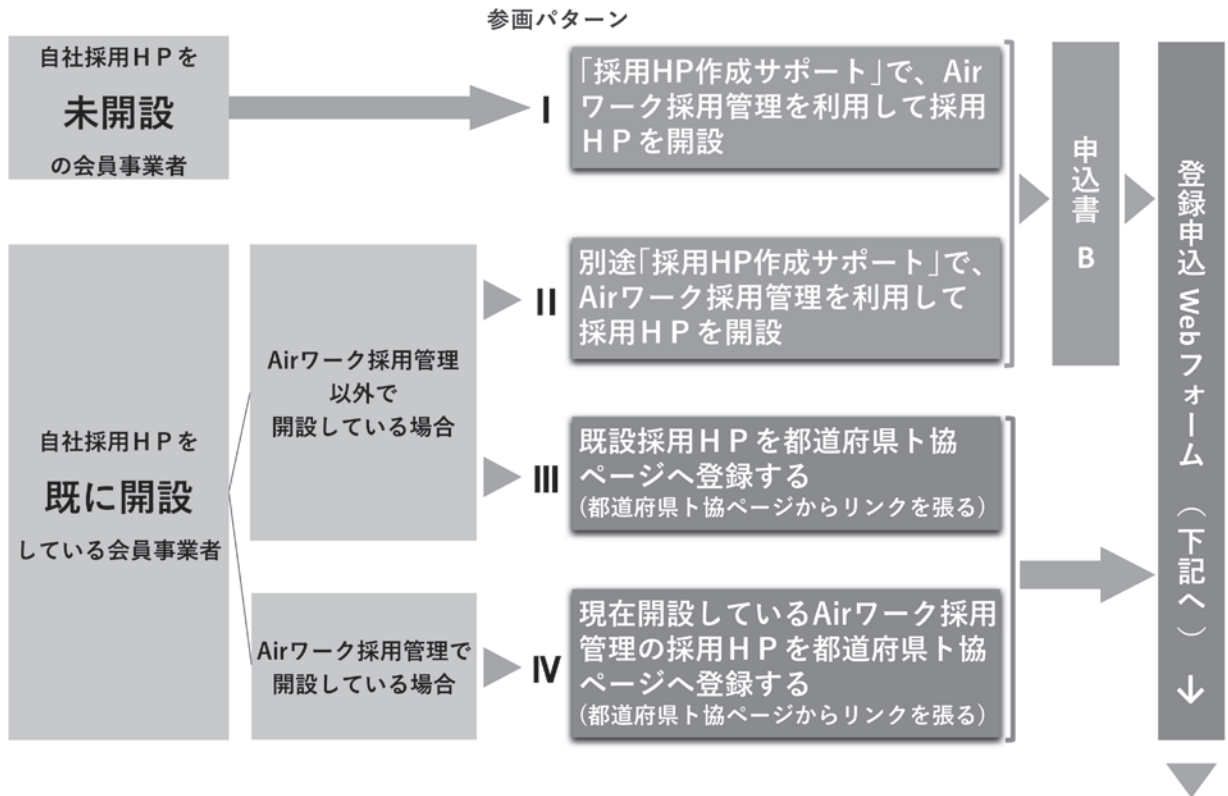 参画パターン
自社採用ＨＰを
未開設
の会員事業者
Ⅰ
「採用HP作成サポート」で、Air
ワーク採用管理を利用して採用
ＨＰを開設
自社採用ＨＰを
既に開設
している会員事業者
Airワーク採用管理
以外で
開設している場合
Ⅱ
別途「採用HP作成サポート」で、
Airワーク採用管理を利用して
採用ＨＰを開設
Ⅲ
既設採用ＨＰを都道府県ト協
ページへ登録する
（都道府県ト協ページからリンクを張る）
Airワーク採用管理で
開設している場合
Ⅳ
現在開設しているAirワーク採用
管理の採用ＨＰを都道府県ト協
ページへ登録する
（都道府県ト協ページからリンクを張る）
申込書 B
登録申込 Webフォーム （下記へ）↓